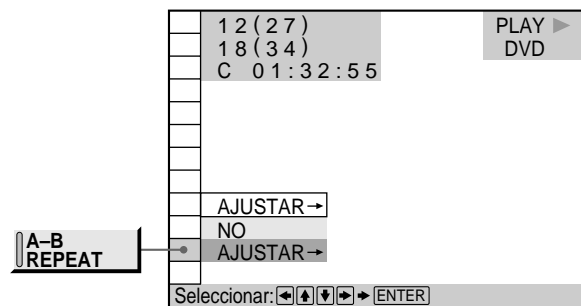 12(27)
18(34)
C 01:32:55
PLAY
DVD
AJUSTAR
NO
AJUSTAR
A–B
REPEAT
Seleccionar: ENTER